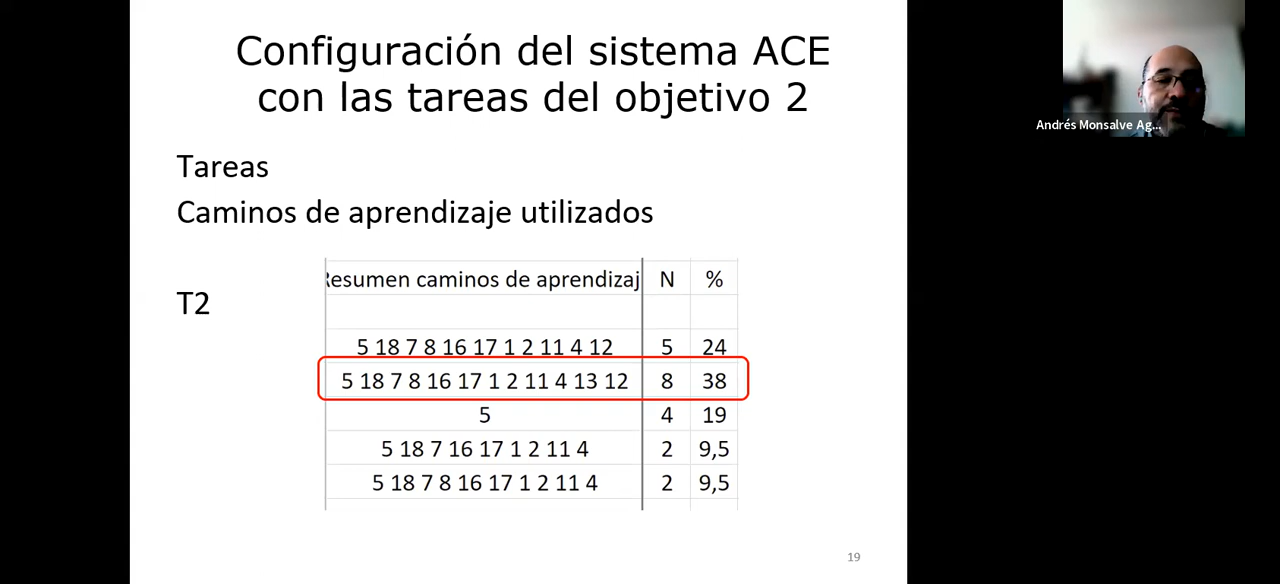 Configuración del sistema ACE
con las tareas del objetivo 2
Andrés Monsalve Ag...
Tareas
Caminos de aprendizaje utilizados
T2
Resumen caminos de aprendizaj N %
5 18 7 8 16 17 1 2 11 4 12 5 24
5 18 7 8 16 17 1 2 11 4 13 12 8 38
5 4 19
5 18 7 16 17 1 2 11 4 2 9,5
5 18 7 8 16 17 1 2 11 4 2 9,5
19